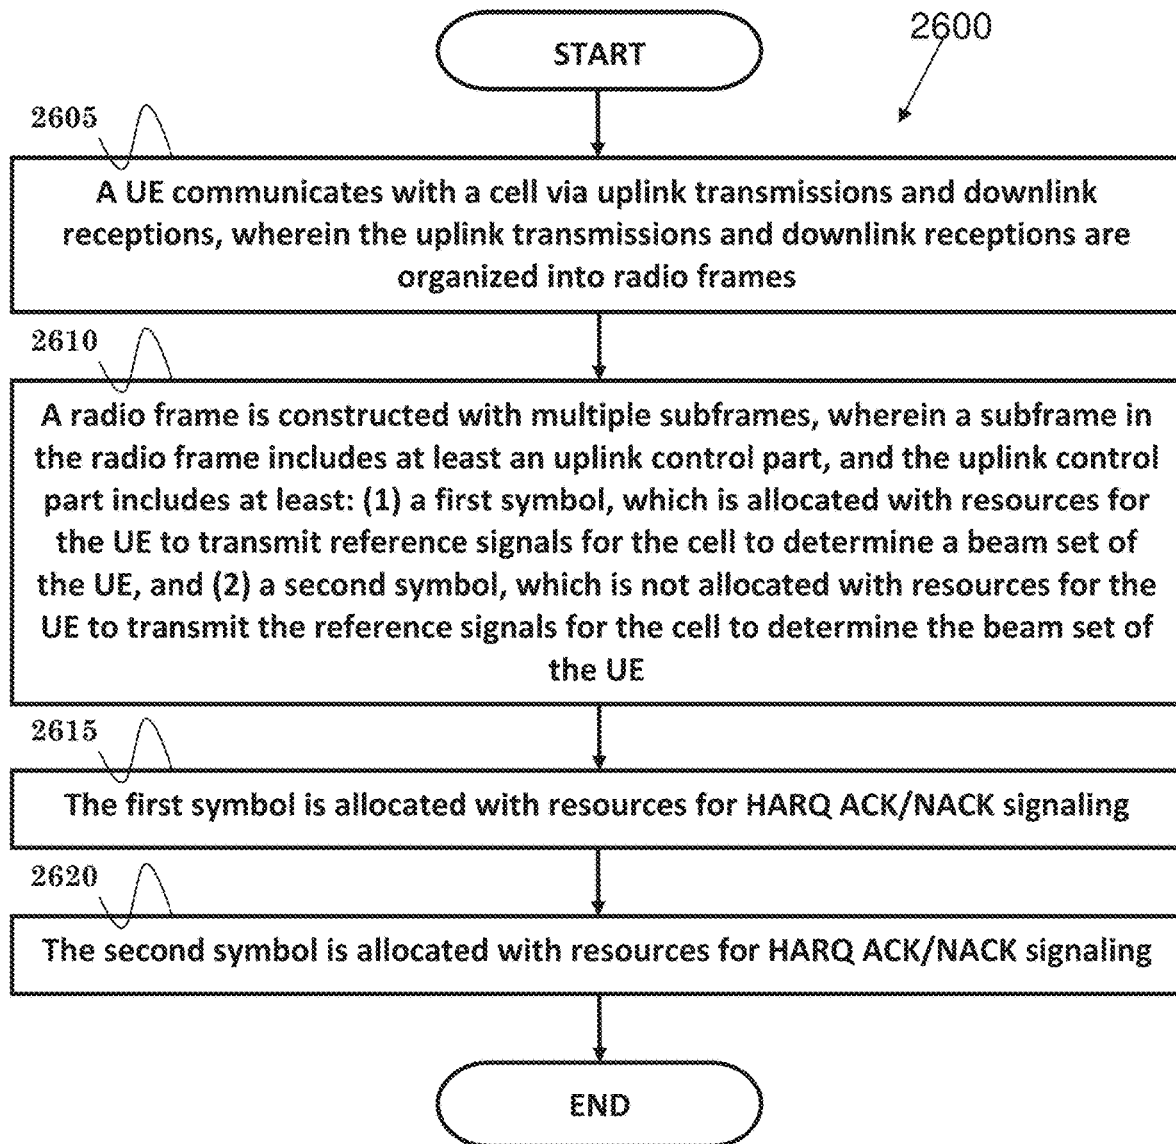 START
2600
2605
A UE communicates with a cell via uplink transmissions and downlink
receptions, wherein the uplink transmissions and downlink receptions are
organized into radio frames
2610
A radio frame is constructed with multiple subframes, wherein a subframe in
the radio frame includes at least an uplink control part, and the uplink control
part includes at least: (1) a first symbol, which is allocated with resources for
the UE to transmit reference signals for the cell to determine a beam set of
the UE, and (2) a second symbol, which is not allocated with resources for the
UE to transmit the reference signals for the cell to determine the beam set of
the UE
2615
The first symbol is allocated with resources for HARQ ACK/NACK signaling
2620
The second symbol is allocated with resources for HARQ ACK/NACK signaling
END